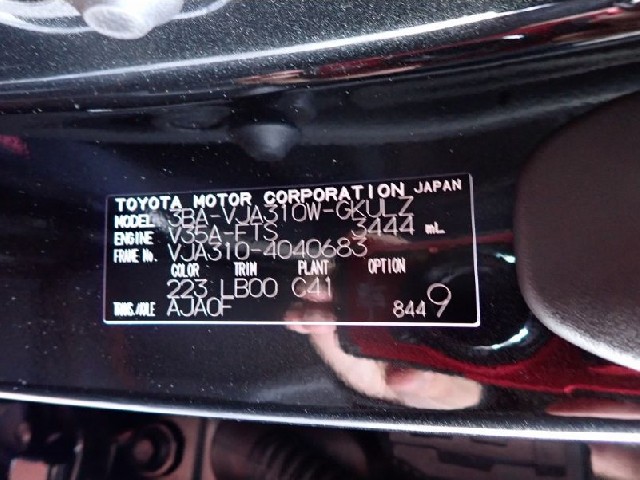 TOYOTA MOTOR CORPORATION JAPAN
MODEL 3BA-VJA310W-GKULZ
ENGINE V35A-FTS 3444 mL
FRAME No. VJA310-4040683
COLOR TRIM PLANT OPTION
223 LB00 C41
TRANS./AXLE AJA0F 8449